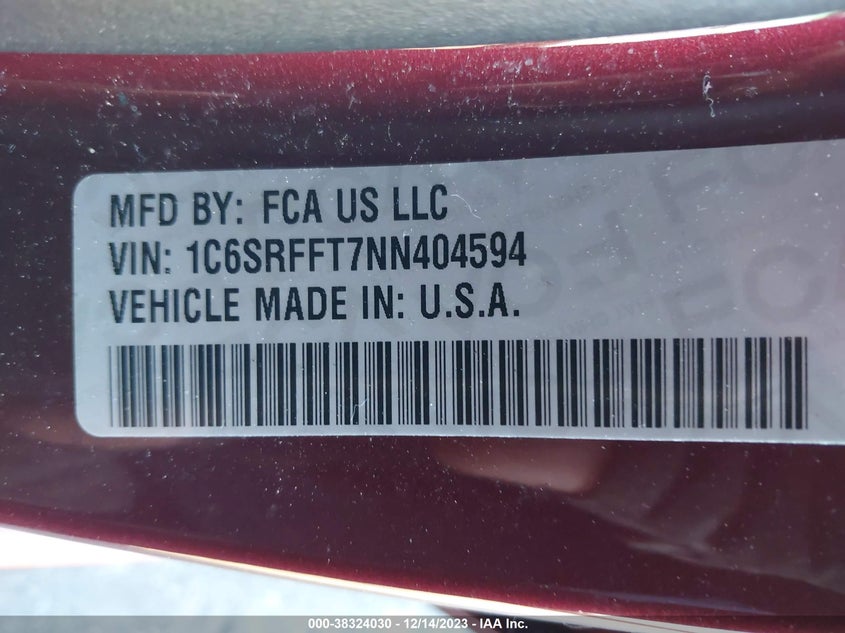 MFD BY: FCA US LLC
VIN: 1C6SRFFT7NN404594
VEHICLE MADE IN: U.S.A.
000-38324030 - 12/14/2023 - IAA Inc.